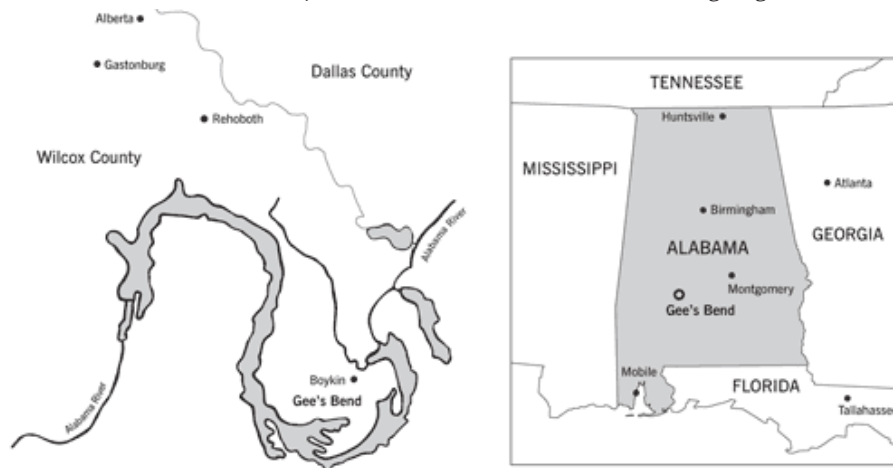 Alberta
Gastonburg
Dallas County
Rehoboth
Wilcox County
Alabama River
Boykin
Gee's Bend
Alabama River
TENNESSEE
Huntsville
MISSISSIPPI
Atlanta
Birmingham
GEORGIA
ALABAMA
Montgomery
Gee's Bend
Mobile
FLORIDA
Tallahassee